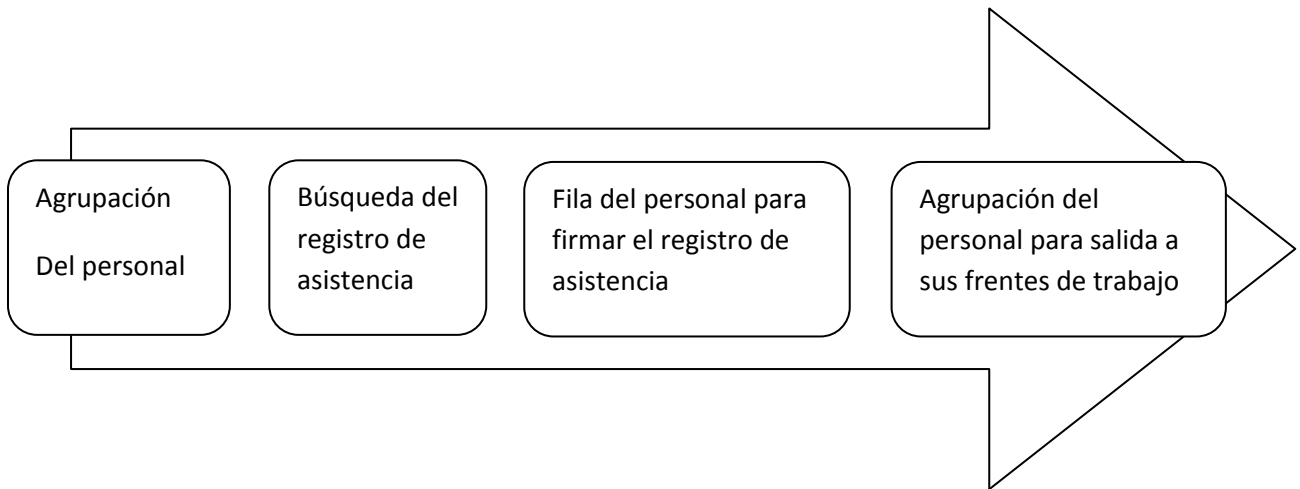 Agrupación
Del personal
Búsqueda del
registro de
asistencia
Fila del personal para
firmar el registro de
asistencia
Agrupación del
personal para salida a
sus frentes de trabajo